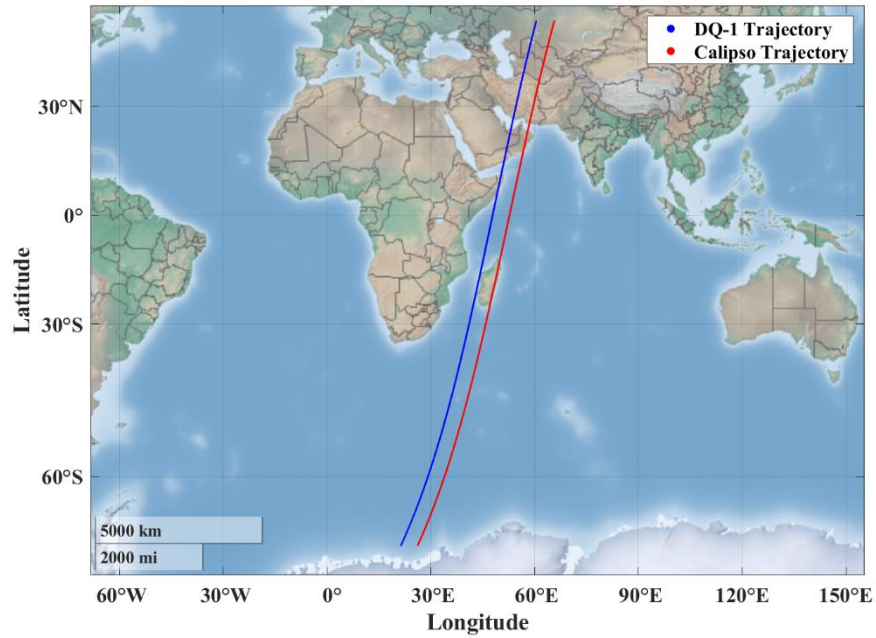 DQ-1 Trajectory
Calipso Trajectory
30°N
0°
30°S
60°S
Latitude
5000 km
2000 mi
60°W
30°W
0°
30°E
60°E
90°E
120°E
150°E
Longitude